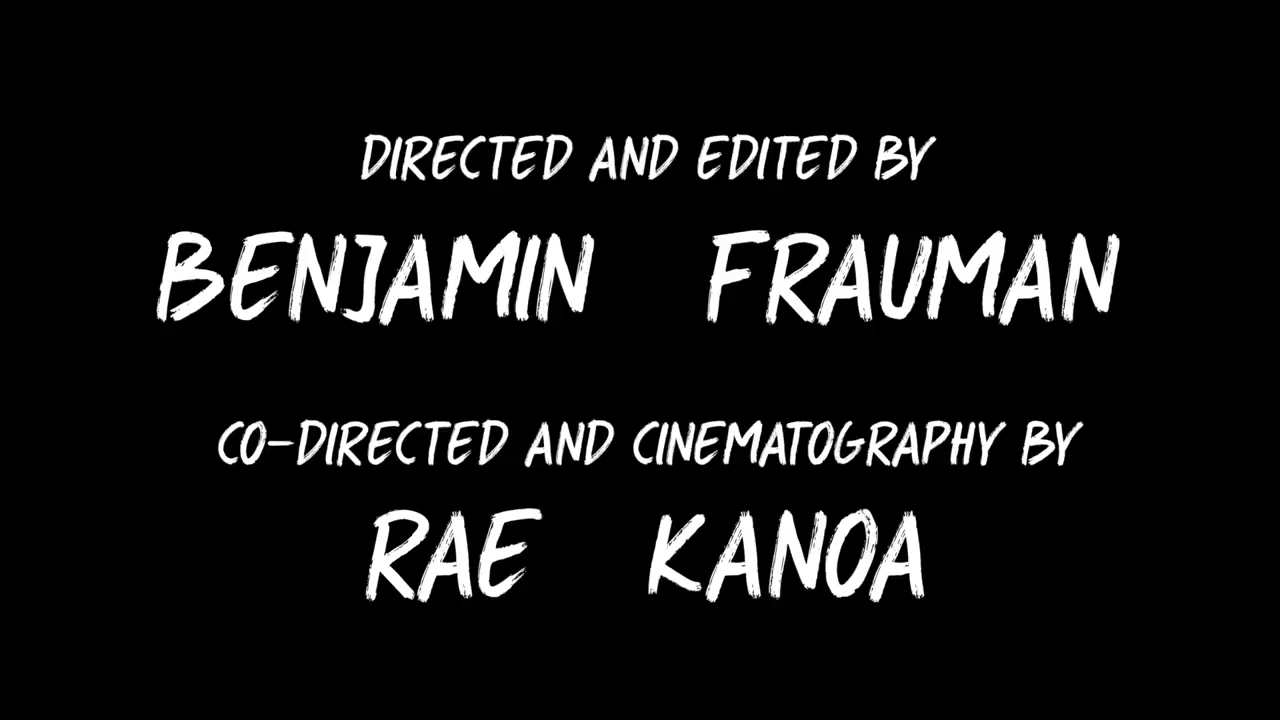 DIRECTED AND EDITED BY
BENJAMIN FRAUMAN
CO-DIRECTED AND CINEMATOGRAPHY BY
RAE KANOA